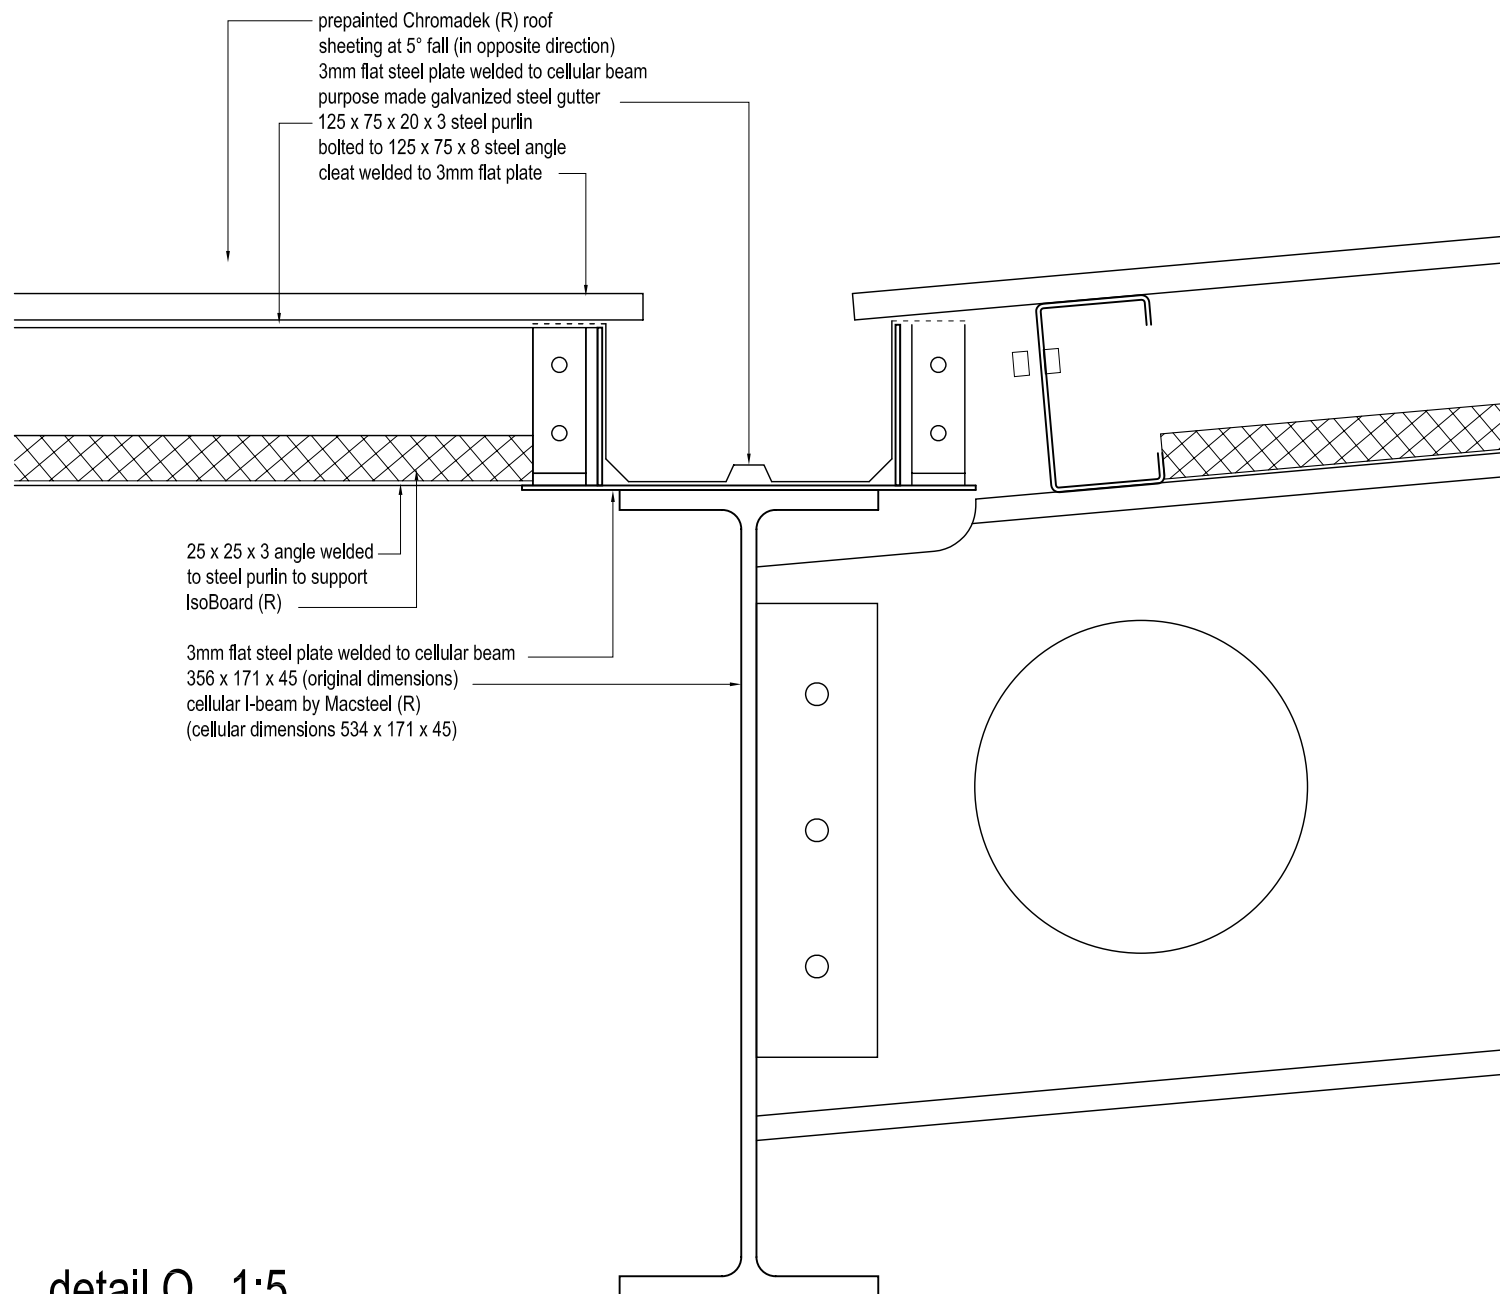 prepainted Chromadek (R) roof
sheeting at 5° fall (in opposite direction)
3mm flat steel plate welded to cellular beam
purpose made galvanized steel gutter
125 x 75 x 20 x 3 steel purlin
bolted to 125 x 75 x 8 steel angle
cleat welded to 3mm flat plate
25 x 25 x 3 angle welded
to steel purlin to support
IsoBoard (R)
3mm flat steel plate welded to cellular beam
356 x 171 x 45 (original dimensions)
cellular I-beam by Macsteel (R)
(cellular dimensions 534 x 171 x 45)